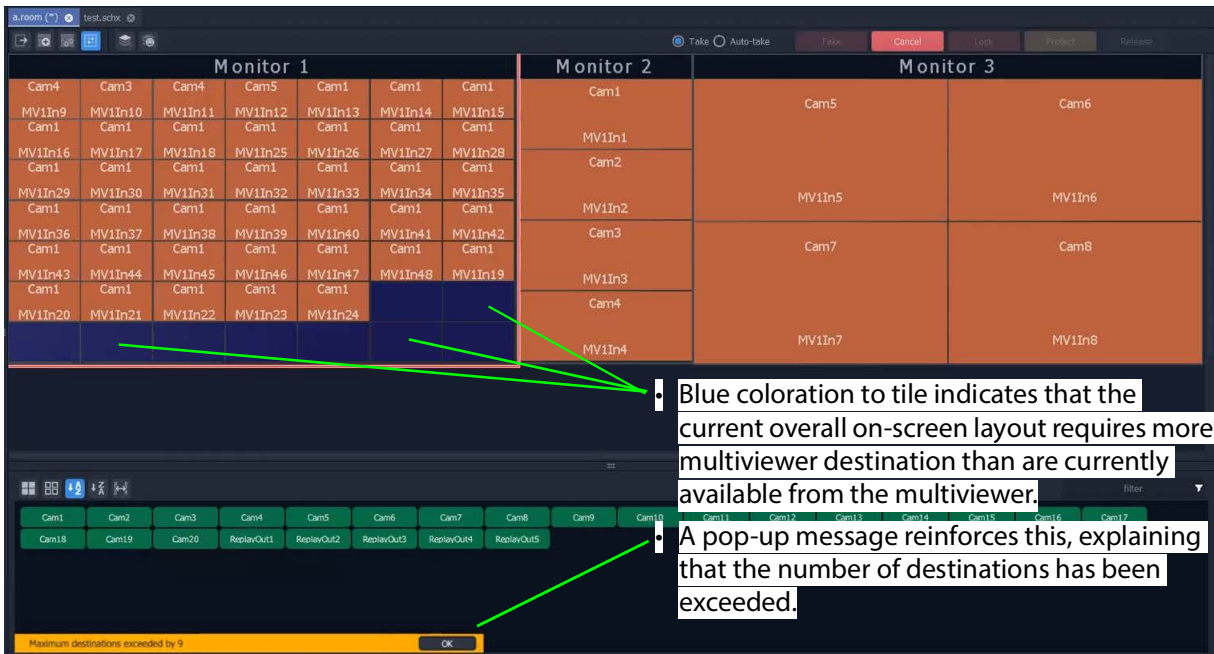 a.room (*) test.schx
Take Auto-take Take Cancel Lock Protect Release
Monitor 1 Monitor 2 Monitor 3
Cam4 Cam3 Cam4 Cam5 Cam1 Cam1 Cam1
MV1In9 MV1In10 MV1In11 MV1In12 MV1In13 MV1In14 MV1In15
Cam1 Cam1 Cam1 Cam1 Cam1 Cam1 Cam1
MV1In16 MV1In17 MV1In18 MV1In25 MV1In26 MV1In27 MV1In28
Cam1 Cam1 Cam1 Cam1 Cam1 Cam1 Cam1
MV1In29 MV1In30 MV1In31 MV1In32 MV1In33 MV1In34 MV1In35
Cam1 Cam1 Cam1 Cam1 Cam1 Cam1 Cam1
MV1In36 MV1In37 MV1In38 MV1In39 MV1In40 MV1In41 MV1In42
Cam1 Cam1 Cam1 Cam1 Cam1 Cam1 Cam1
MV1In43 MV1In44 MV1In45 MV1In46 MV1In47 MV1In48 MV1In19
Cam1 Cam1 Cam1 Cam1 Cam1
MV1In20 MV1In21 MV1In22 MV1In23 MV1In24
Cam1
MV1In1
Cam2
MV1In2
Cam3
MV1In3
Cam4
MV1In4
Cam5 Cam6
MV1In5 MV1In6
Cam7 Cam8
MV1In7 MV1In8
• Blue coloration to tile indicates that the
current overall on-screen layout requires more
multiviewer destination than are currently
available from the multiviewer.
filter
Cam1 Cam2 Cam3 Cam4 Cam5 Cam6 Cam7 Cam8 Cam9 Cam10 Cam11 Cam12 Cam13 Cam14 Cam15 Cam16 Cam17
Cam18 Cam19 Cam20 ReplayOut1 ReplayOut2 ReplayOut3 ReplayOut4 ReplayOut5
• A pop-up message reinforces this, explaining
that the number of destinations has been
exceeded.
Maximum destinations exceeded by 9 OK